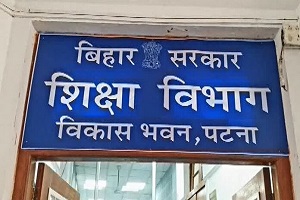 बिहार सरकार
शिक्षा विभाग
विकास भवन, पटना